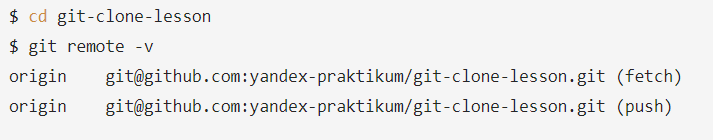 $ cd git-clone-lesson
$ git remote -v
origin    git@github.com:yandex-praktikum/git-clone-lesson.git (fetch)
origin    git@github.com:yandex-praktikum/git-clone-lesson.git (push)